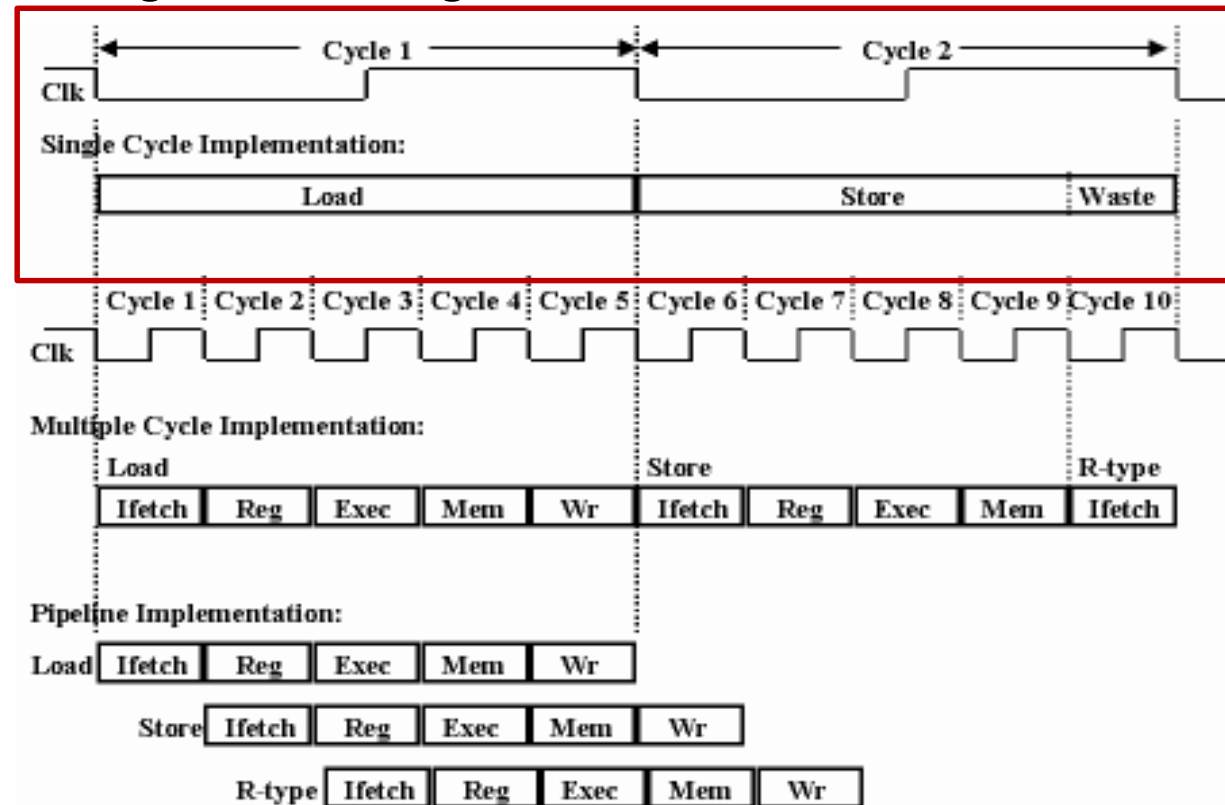 Cycle 1 Cycle 2
Clk
Single Cycle Implementation:
Load Store Waste
Cycle 1 Cycle 2 Cycle 3 Cycle 4 Cycle 5 Cycle 6 Cycle 7 Cycle 8 Cycle 9 Cycle 10
Clk
Multiple Cycle Implementation:
Load Store R-type
Ifetch Reg Exec Mem Wr Ifetch Reg Exec Mem Ifetch
Pipeline Implementation:
Load Ifetch Reg Exec Mem Wr
Store Ifetch Reg Exec Mem Wr
R-type Ifetch Reg Exec Mem Wr